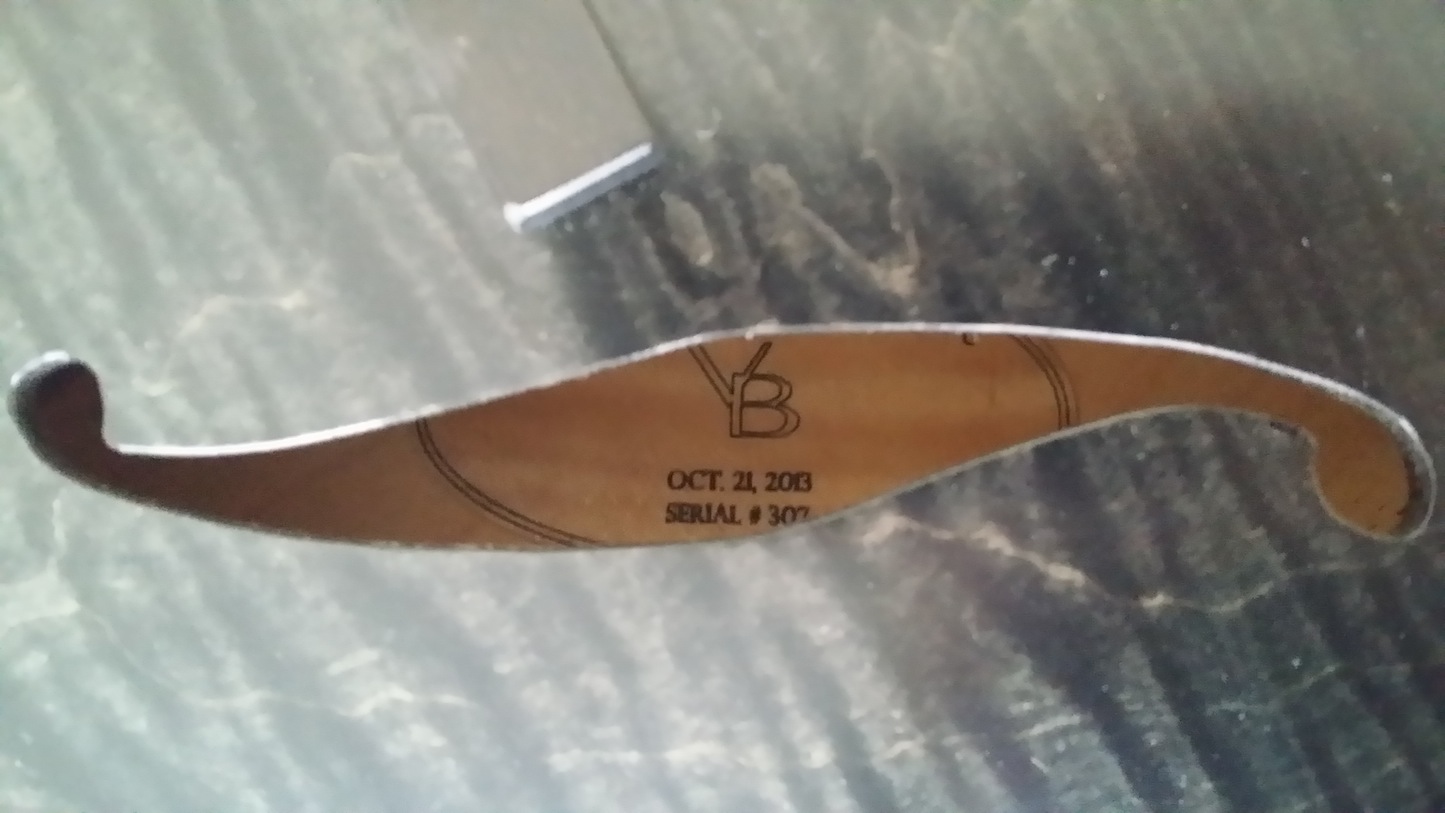 VB
OCT. 21, 2013
SERIAL # 307